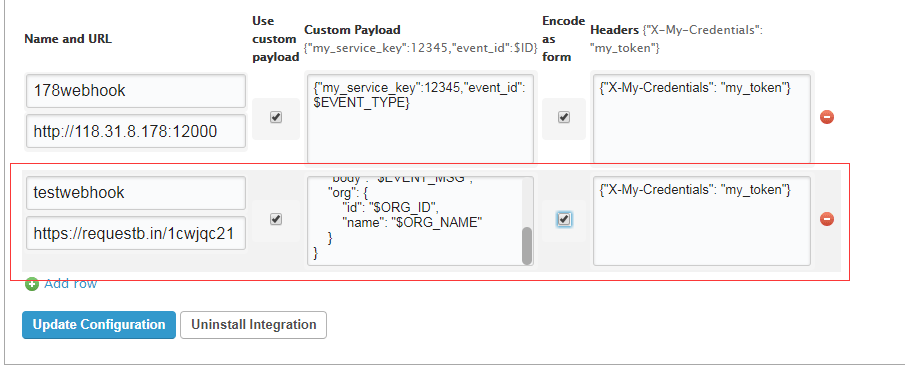 Name and URL
Use custom payload
Custom Payload
{"my_service_key":12345,"event_id":$ID}
Encode as form
Headers {"X-My-Credentials":
"my_token"}
178webhook
http://118.31.8.178:12000
{"my_service_key":12345,"event_id":
$EVENT_TYPE}
{"X-My-Credentials": "my_token"}
testwebhook
https://requestb.in/1cwjqc21
"body": "$EVENT_MSG",
"org": {
"id": "$ORG_ID",
"name": "$ORG_NAME"
}
}
{"X-My-Credentials": "my_token"}
Add row
Update Configuration
Uninstall Integration